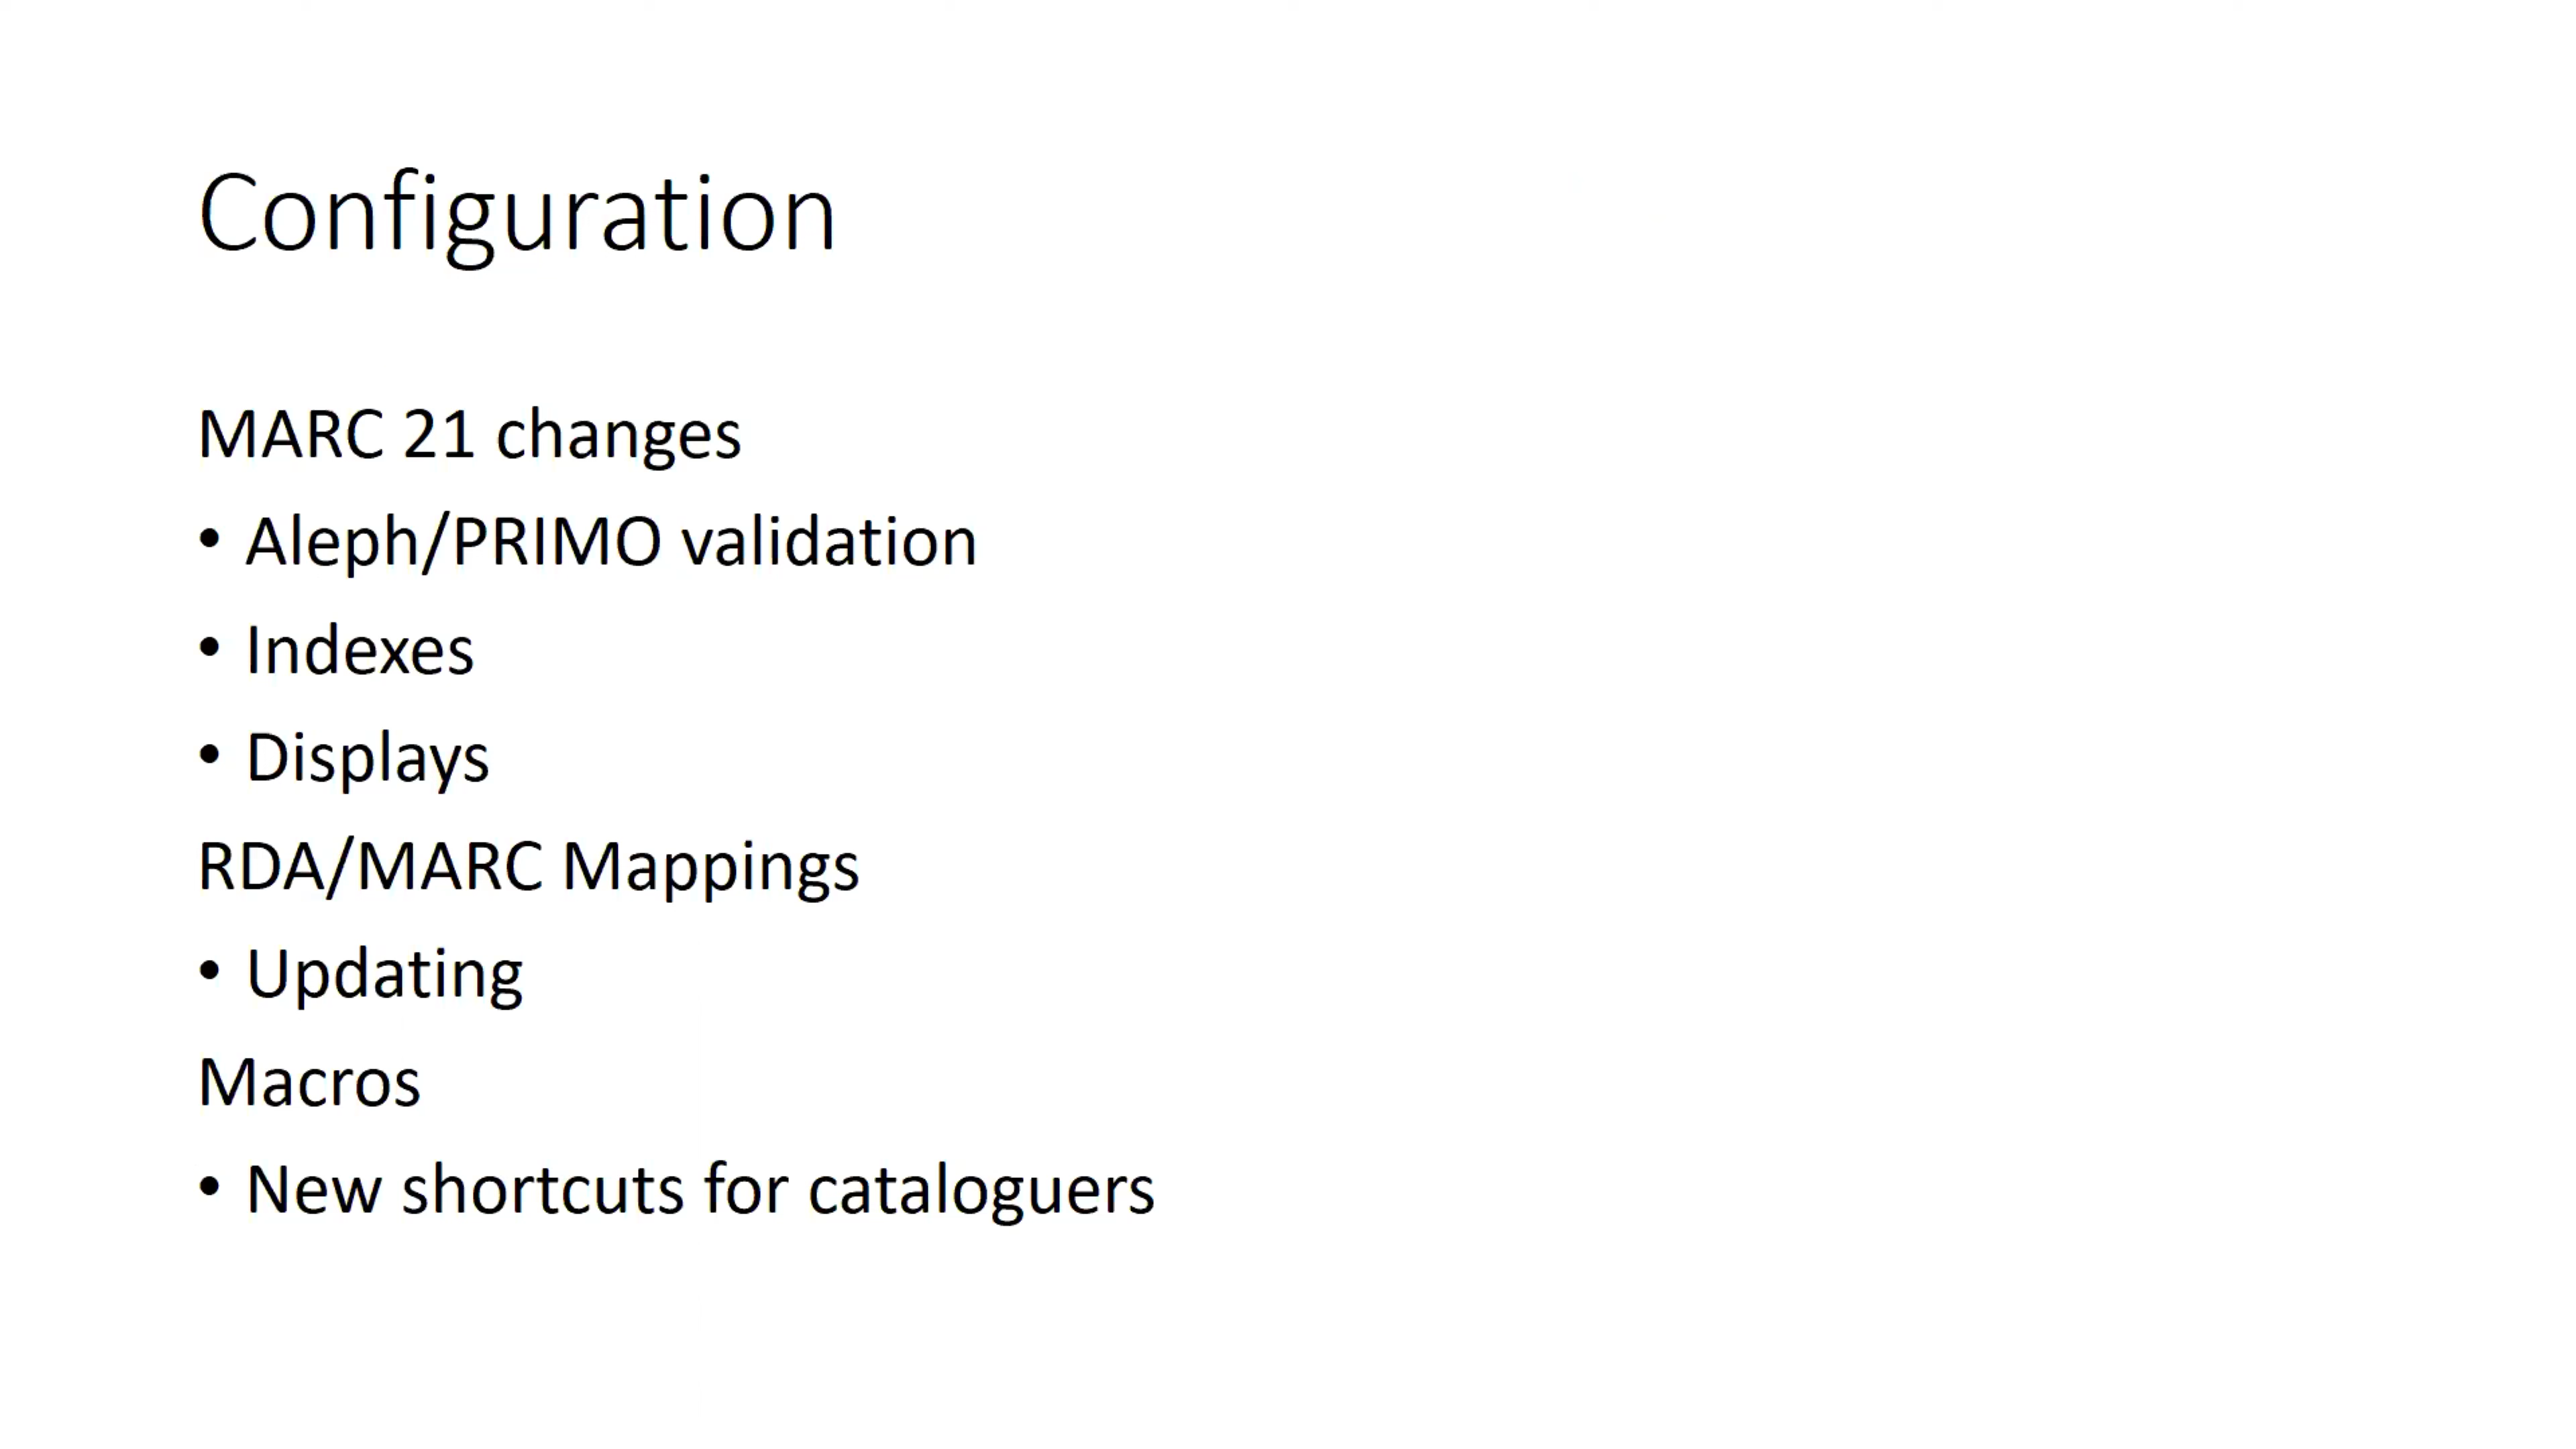 Configuration
MARC 21 changes
• Aleph/PRIMO validation
• Indexes
• Displays
RDA/MARC Mappings
• Updating
Macros
• New shortcuts for cataloguers